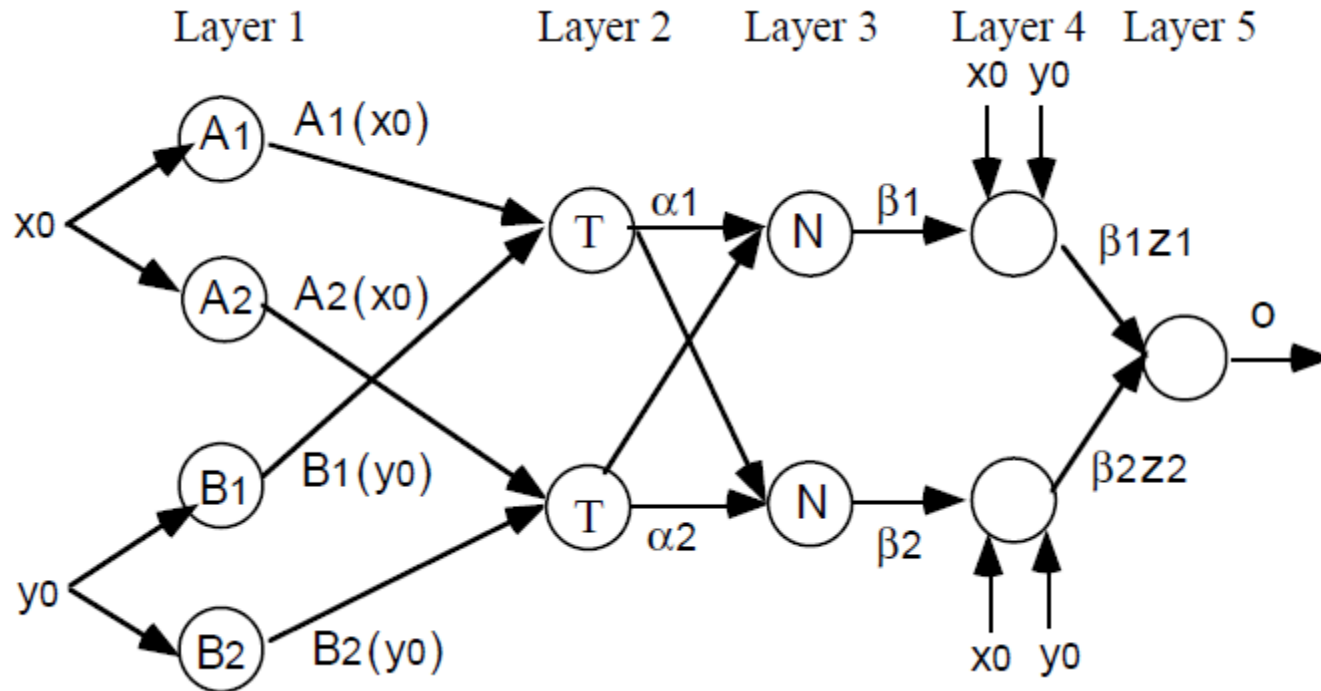 Layer 1 Layer 2 Layer 3 Layer 4 Layer 5
x0 y0
A1 A1(x0)
x0 T α1 N β1
β1z1
A2 A2(x0)
o
B1 B1(y0)
T α2 N β2
β2z2
y0
B2 B2(y0)
x0 y0